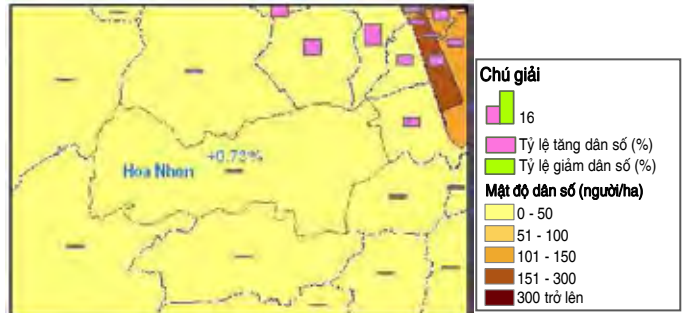 +0.73%
Hoa Nhon
Chú giải
16
Tỷ lệ tăng dân số (%)
Tỷ lệ giảm dân số (%)
Mật độ dân số (người/ha)
0 - 50
51 - 100
101 - 150
151 - 300
300 trở lên